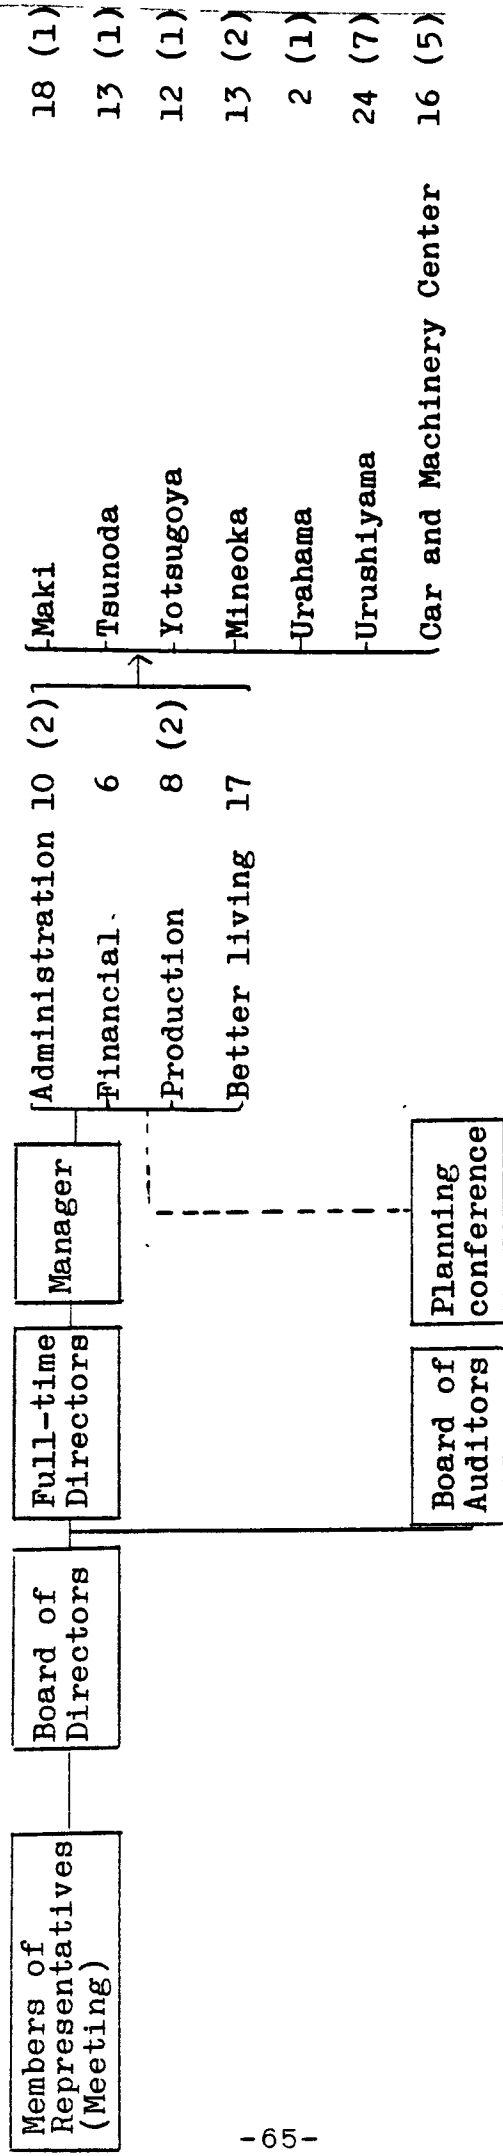 Members of
Representatives
(Meeting)
Board of
Directors
Full-time
Directors
Manager
Board of
Auditors
Planning
conference
Administration 10 (2)
Financial 6
Production 8 (2)
Better living 17
Maki 18 (1)
Tsunoda 13 (1)
Yotsugoya 12 (1)
Mineoka 13 (2)
Urahama 2 (1)
Urushiyama 24 (7)
Car and Machinery Center 16 (5)
-65-